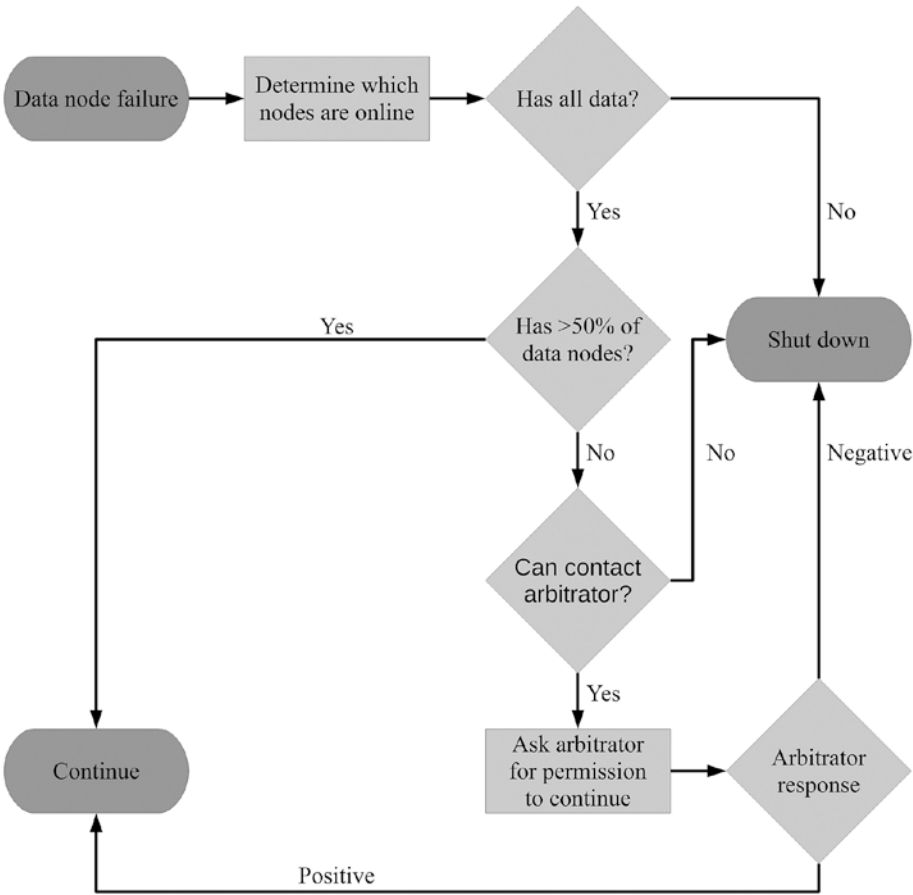 Data node failure
Determine which
nodes are online
Has all data?
Yes
No
Has >50% of
data nodes?
Yes
Shut down
No
No
Negative
Can contact
arbitrator?
Yes
Ask arbitrator
for permission
to continue
Arbitrator
response
Continue
Positive